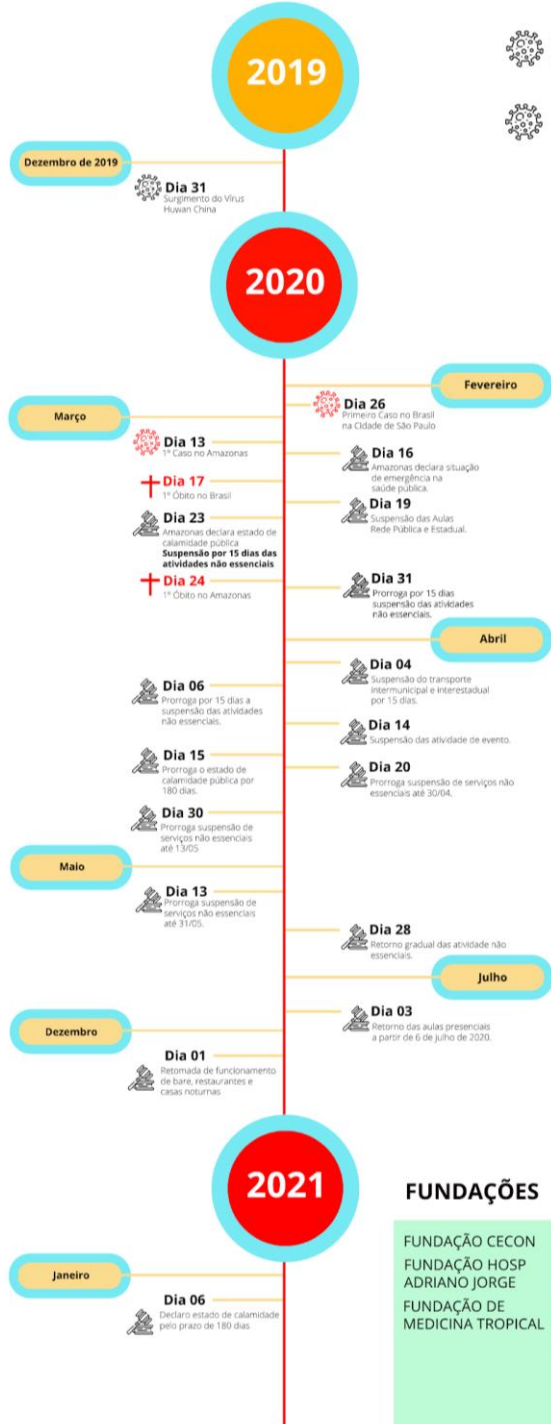 2019
Dezembro de 2019
Dia 31
Surgimento do Vírus
Huwan China
2020
Fevereiro
Dia 26
Primeiro Caso no Brasil
na Cidade de São Paulo
Março
Dia 13
1º Caso no Amazonas
Dia 16
Amazonas declara situação
de emergência na
saúde pública.
Dia 17
1º Óbito no Brasil
Dia 19
Suspensão das Aulas
Rede Pública e Estadual.
Dia 23
Amazonas declara estado de
calamidade pública
Suspensão por 15 dias das
atividades não essenciais
Dia 24
1º Óbito no Amazonas
Dia 31
Prorroga por 15 dias
suspensão das atividades
não essenciais.
Abril
Dia 04
Suspensão do transporte
intermunicipal e interestadual
por 15 dias.
Dia 06
Prorroga por 15 dias a
suspensão das atividades
não essenciais.
Dia 14
Suspensão das atividade de evento.
Dia 15
Prorroga o estado de
calamidade pública por
180 dias.
Dia 20
Prorroga suspensão de serviços não
essenciais até 30/04.
Dia 30
Prorroga suspensão de
serviços não essenciais
até 13/05
Maio
Dia 13
Prorroga suspensão de
serviços não essenciais
até 31/05.
Dia 28
Retorno gradual das atividade não
essenciais.
Julho
Dia 03
Retorno das aulas presenciais
a partir de 6 de julho de 2020.
Dezembro
Dia 01
Retomada de funcionamento
de bare, restaurantes e
casas noturnas
2021
Janeiro
Dia 06
Declaro estado de calamidade
pelo prazo de 180 dias
FUNDAÇÕES
FUNDAÇÃO CECON
FUNDAÇÃO HOSP
ADRIANO JORGE
FUNDAÇÃO DE
MEDICINA TROPICAL